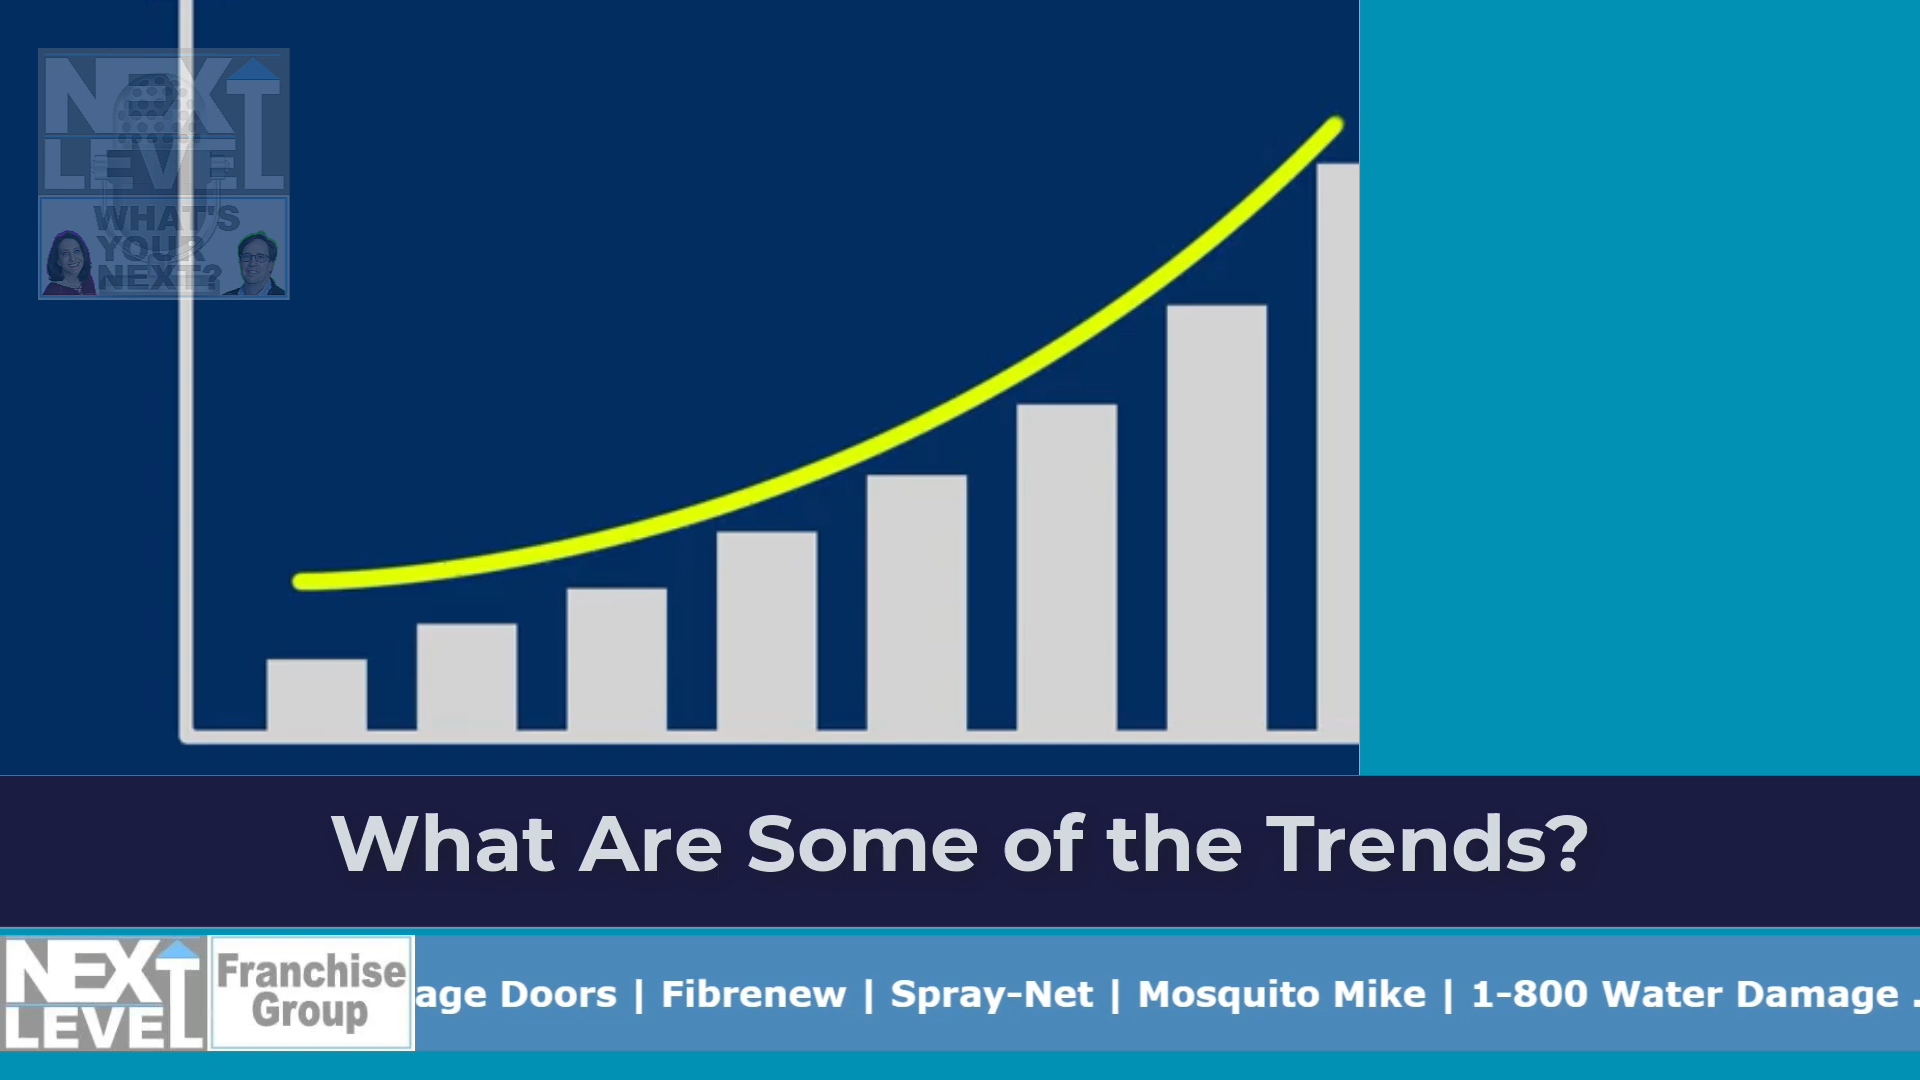 NEXT
LEVEL
WHAT'S
YOUR
NEXT?
What Are Some of the Trends?
NEXT
LEVEL
Franchise
Group
age Doors | Fibrenew | Spray-Net | Mosquito Mike | 1-800 Water Damage